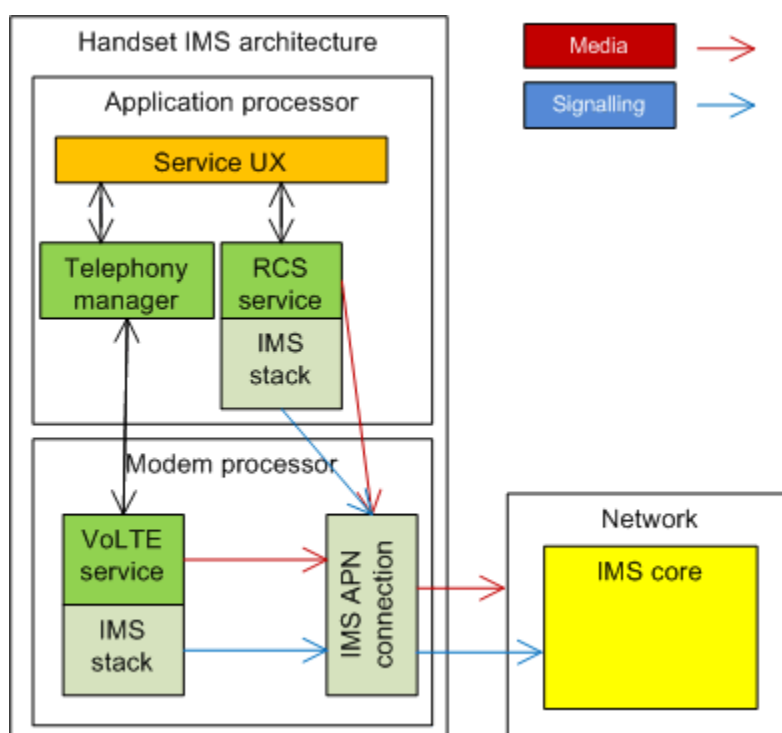 Handset IMS architecture
Media
Application processor
Signalling
Service UX
Telephony
manager
RCS
service
IMS
stack
Modem processor
VoLTE
service
IMS
stack
IMS APN
connection
Network
IMS core